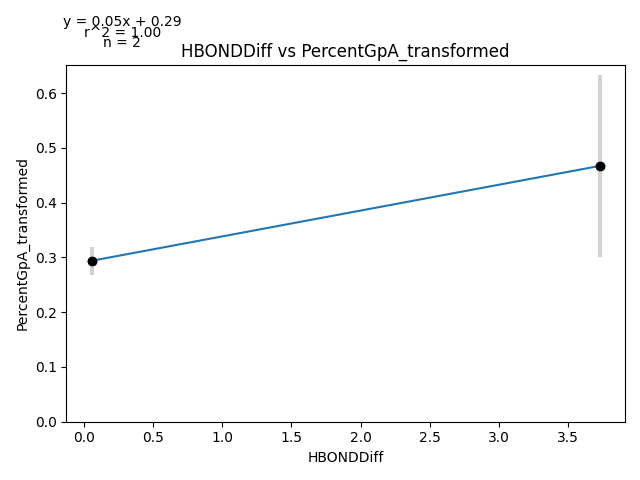 y = 0.05x + 0.29
r^2 = 1.00
n = 2
HBONDDiff vs PercentGpA_transformed
PercentGpA_transformed
0.6
0.5
0.4
0.3
0.2
0.1
0.0
0.0 0.5 1.0 1.5 2.0 2.5 3.0 3.5
HBONDDiff